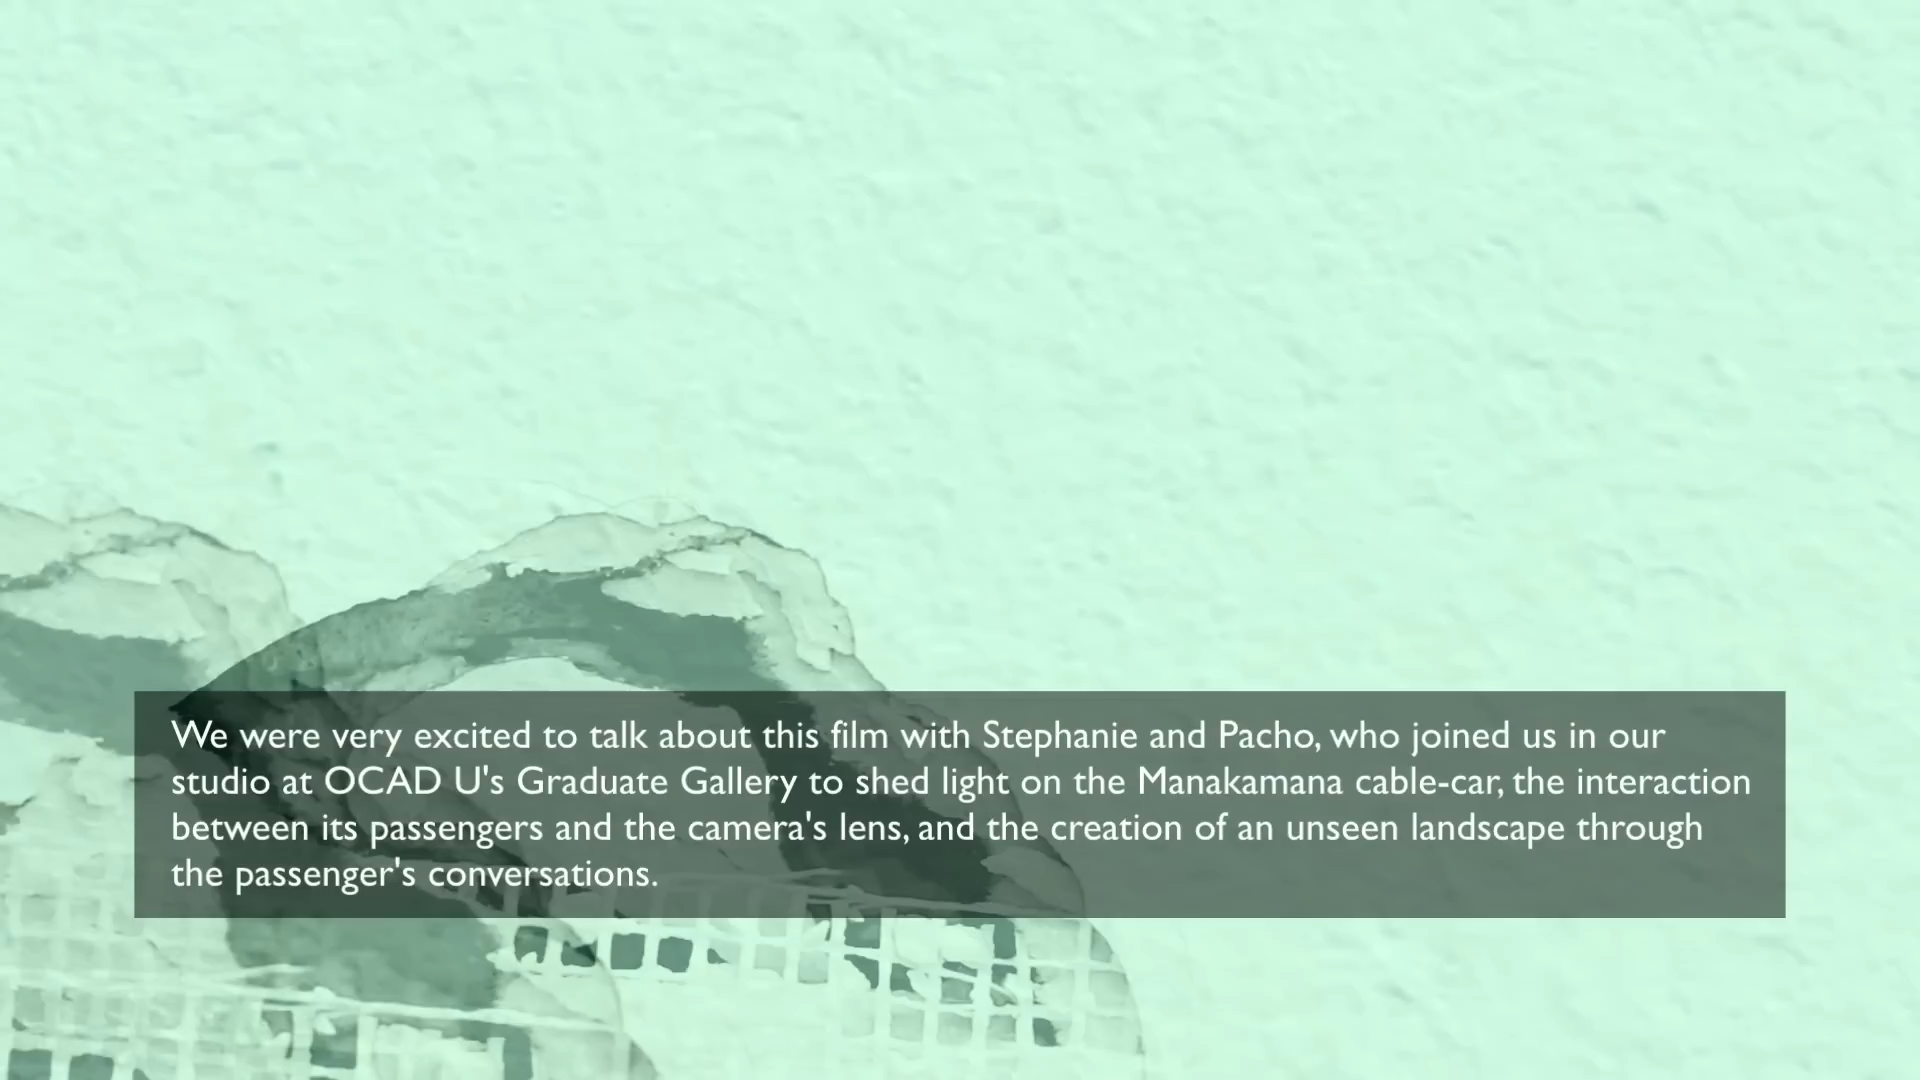 We were very excited to talk about this film with Stephanie and Pacho, who joined us in our
studio at OCAD U's Graduate Gallery to shed light on the Manakamana cable-car, the interaction
between its passengers and the camera's lens, and the creation of an unseen landscape through
the passenger's conversations.